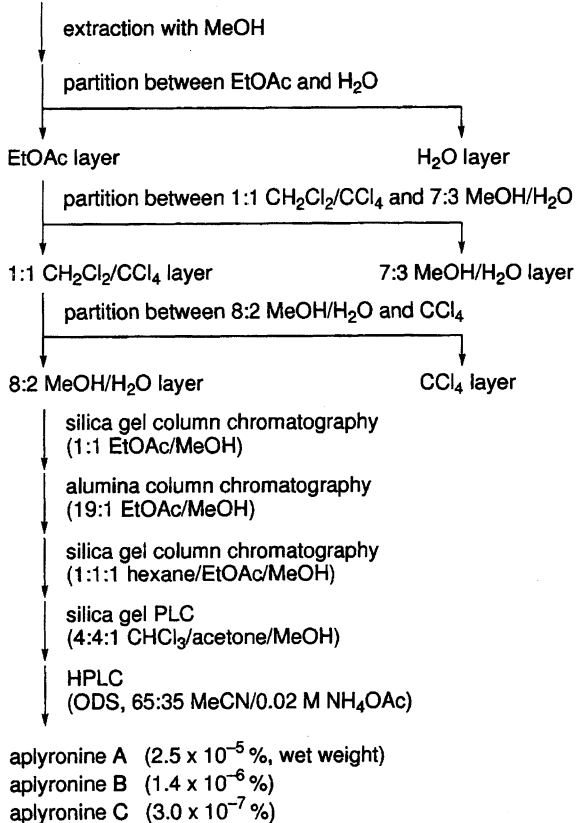 extraction with MeOH
partition between EtOAc and H₂O
EtOAc layer
H₂O layer
partition between 1:1 CH₂Cl₂/CCl₄ and 7:3 MeOH/H₂O
1:1 CH₂Cl₂/CCl₄ layer
7:3 MeOH/H₂O layer
partition between 8:2 MeOH/H₂O and CCl₄
8:2 MeOH/H₂O layer
CCl₄ layer
silica gel column chromatography
(1:1 EtOAc/MeOH)
alumina column chromatography
(19:1 EtOAc/MeOH)
silica gel column chromatography
(1:1:1 hexane/EtOAc/MeOH)
silica gel PLC
(4:4:1 CHCl₃/acetone/MeOH)
HPLC
(ODS, 65:35 MeCN/0.02 M NH₄OAc)
aplyronine A (2.5 x 10⁻⁵ %, wet weight)
aplyronine B (1.4 x 10⁻⁶ %)
aplyronine C (3.0 x 10⁻⁷ %)